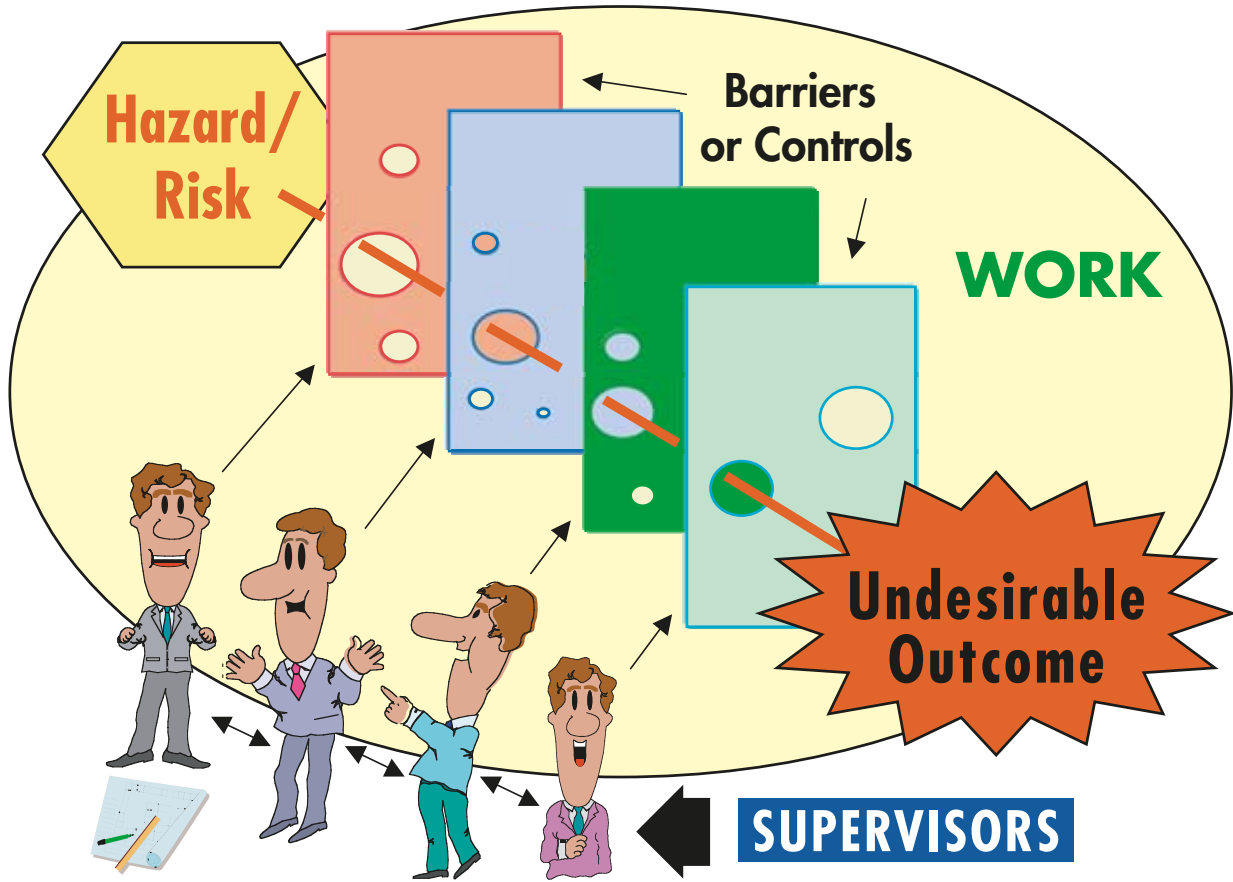 Hazard/
Risk
Barriers
or Controls
WORK
Undesirable
Outcome
SUPERVISORS